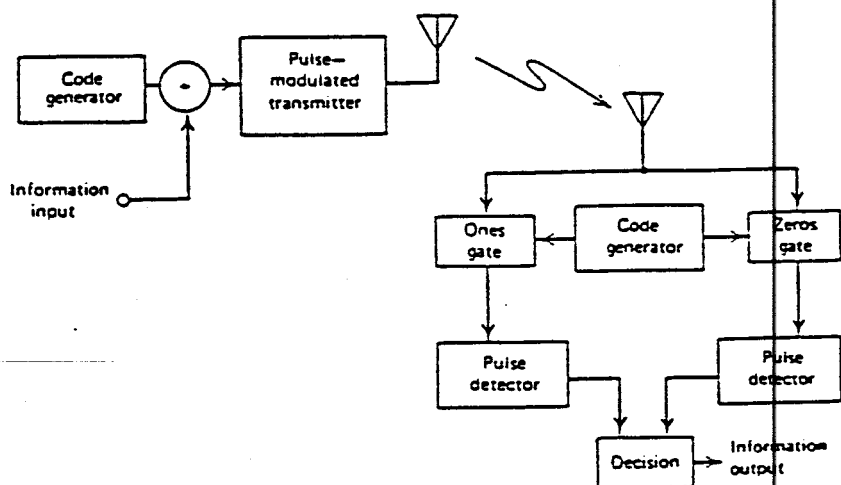 Code
generator
Pulse—
modulated
transmitter
Information
input
Ones
gate
Code
generator
Zeros
gate
Pulse
detector
Pulse
detector
Decision
Information
output